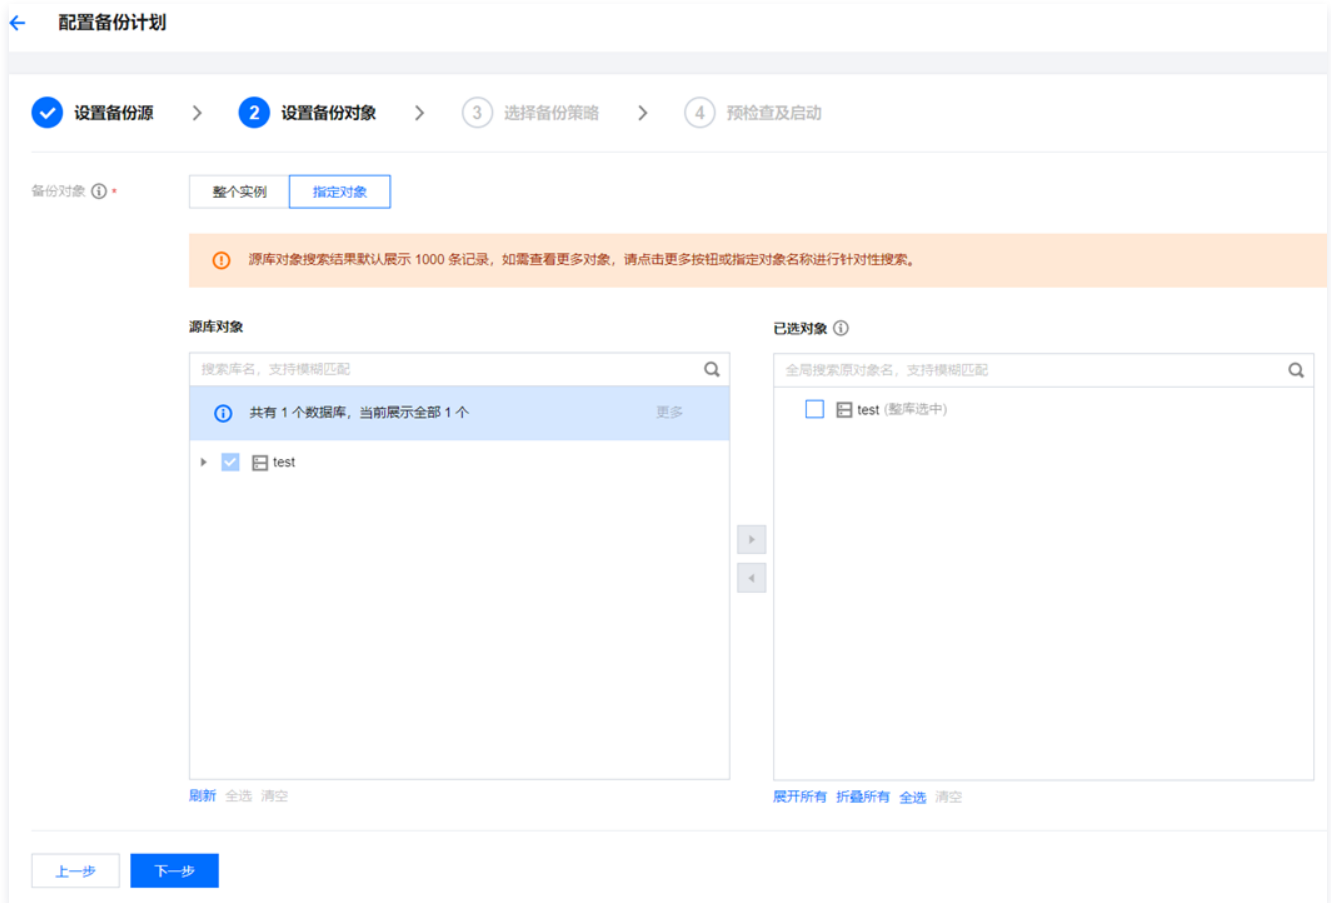 配置备份计划
设置备份源 2 设置备份对象 3 选择备份策略 4 预检查及启动
备份对象 * 整个实例 指定对象
源库对象搜索结果默认展示 1000 条记录，如需查看更多对象，请点击更多按钮或指定对象名称进行针对性搜索。
源库对象
搜索库名，支持模糊匹配
共有 1 个数据库，当前展示全部 1 个 更多
test
刷新 全选 清空
已选对象
全局搜索原对象名，支持模糊匹配
test (整库选中)
展开所有 折叠所有 全选 清空
上一步 下一步